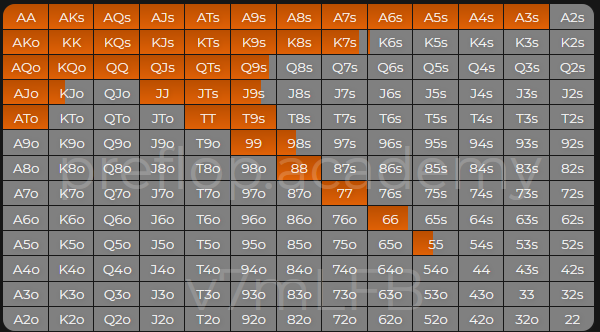 AA AKs AQs AJs ATs A9s A8s A7s A6s A5s A4s A3s A2s
AKo KK KQs KJs KTs K9s K8s K7s K6s K5s K4s K3s K2s
AQo KQo QQ QJs QTs Q9s Q8s Q7s Q6s Q5s Q4s Q3s Q2s
AJo KJo QJo JJ JTs J9s J8s J7s J6s J5s J4s J3s J2s
ATo KTo QTo JTo TT T9s T8s T7s T6s T5s T4s T3s T2s
A9o K9o Q9o J9o T9o 99 98s 97s 96s 95s 94s 93s 92s
A8o K8o Q8o J8o T8o 98o 88 87s 86s 85s 84s 83s 82s
preflop.academy
A7o K7o Q7o J7o T7o 97o 87o 77 76s 75s 74s 73s 72s
A6o K6o Q6o J6o T6o 96o 86o 76o 66 65s 64s 63s 62s
A5o K5o Q5o J5o T5o 95o 85o 75o 65o 55 54s 53s 52s
A4o K4o Q4o J4o T4o 94o 84o 74o 64o 54o 44 43s 42s
v7mLFB
A3o K3o Q3o J3o T3o 93o 83o 73o 63o 53o 43o 33 32s
A2o K2o Q2o J2o T2o 92o 82o 72o 62o 52o 42o 32o 22